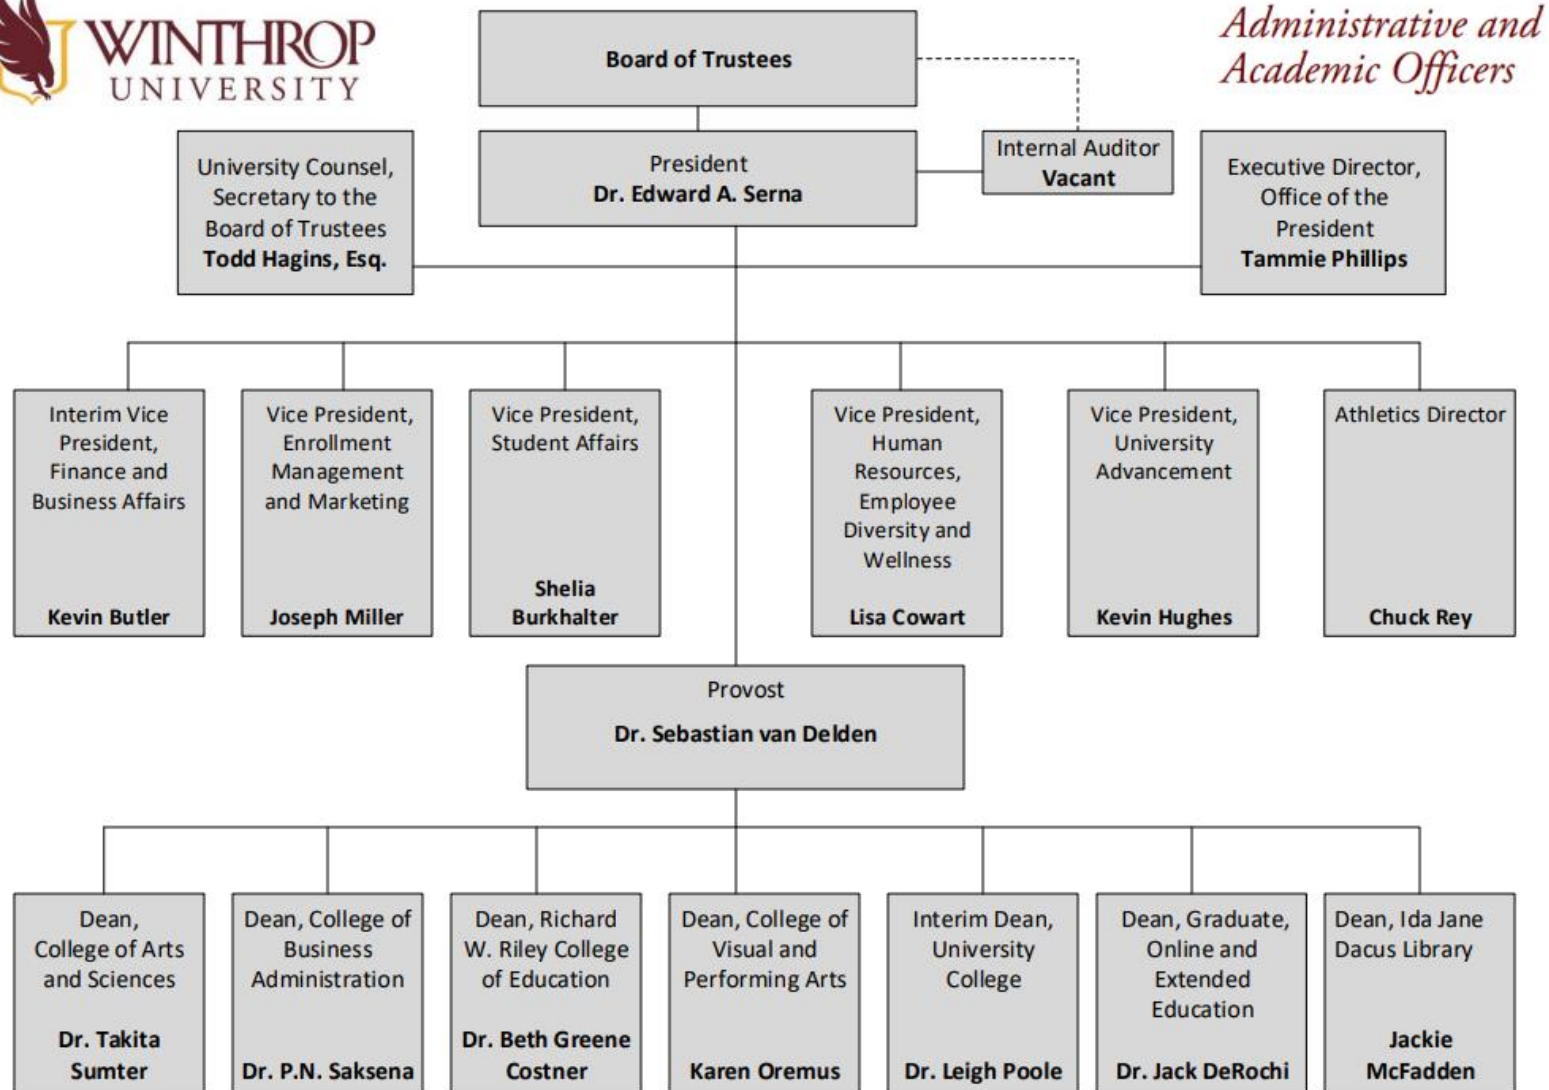 WINTHROP
UNIVERSITY
Administrative and
Academic Officers
Board of Trustees
President
Dr. Edward A. Serna
Internal Auditor
Vacant
University Counsel,
Secretary to the
Board of Trustees
Todd Hagins, Esq.
Executive Director,
Office of the
President
Tammie Phillips
Interim Vice
President,
Finance and
Business Affairs
Kevin Butler
Vice President,
Enrollment
Management
and Marketing
Joseph Miller
Vice President,
Student Affairs
Shelia
Burkhalter
Vice President,
Human
Resources,
Employee
Diversity and
Wellness
Lisa Cowart
Vice President,
University
Advancement
Kevin Hughes
Athletics Director
Chuck Rey
Provost
Dr. Sebastian van Delden
Dean,
College of Arts
and Sciences
Dr. Takita
Sumter
Dean, College of
Business
Administration
Dr. P.N. Saksena
Dean, Richard
W. Riley College
of Education
Dr. Beth Greene
Costner
Dean, College of
Visual and
Performing Arts
Karen Oremus
Interim Dean,
University
College
Dr. Leigh Poole
Dean, Graduate,
Online and
Extended
Education
Dr. Jack DeRochi
Dean, Ida Jane
Dacus Library
Jackie
McFadden